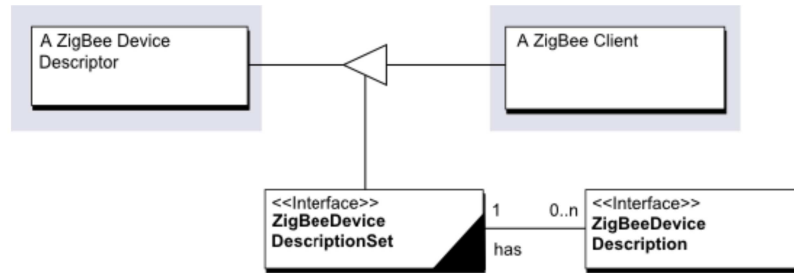 A ZigBee Device
Descriptor
A ZigBee Client
<<Interface>>
ZigBeeDevice
DescriptionSet
1
0..n
has
<<Interface>>
ZigBeeDevice
Description